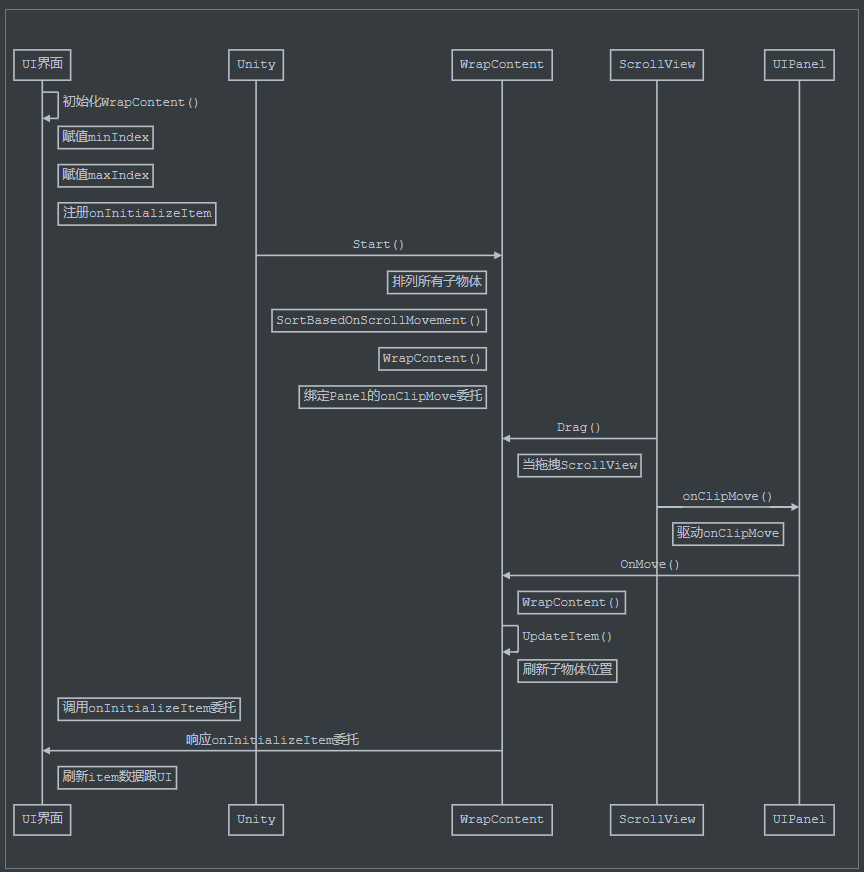 UI界面
Unity
WrapContent
ScrollView
UIPanel
初始化WrapContent()
赋值minIndex
赋值maxIndex
注册onInitializeItem
Start()
排列所有子物体
SortBasedOnScrollMovement()
WrapContent()
绑定Panel的onClipMove委托
Drag()
当拖拽ScrollView
onClipMove()
驱动onClipMove
OnMove()
WrapContent()
UpdateItem()
刷新子物体位置
调用onInitializeItem委托
响应onInitializeItem委托
刷新item数据跟UI
UI界面
Unity
WrapContent
ScrollView
UIPanel